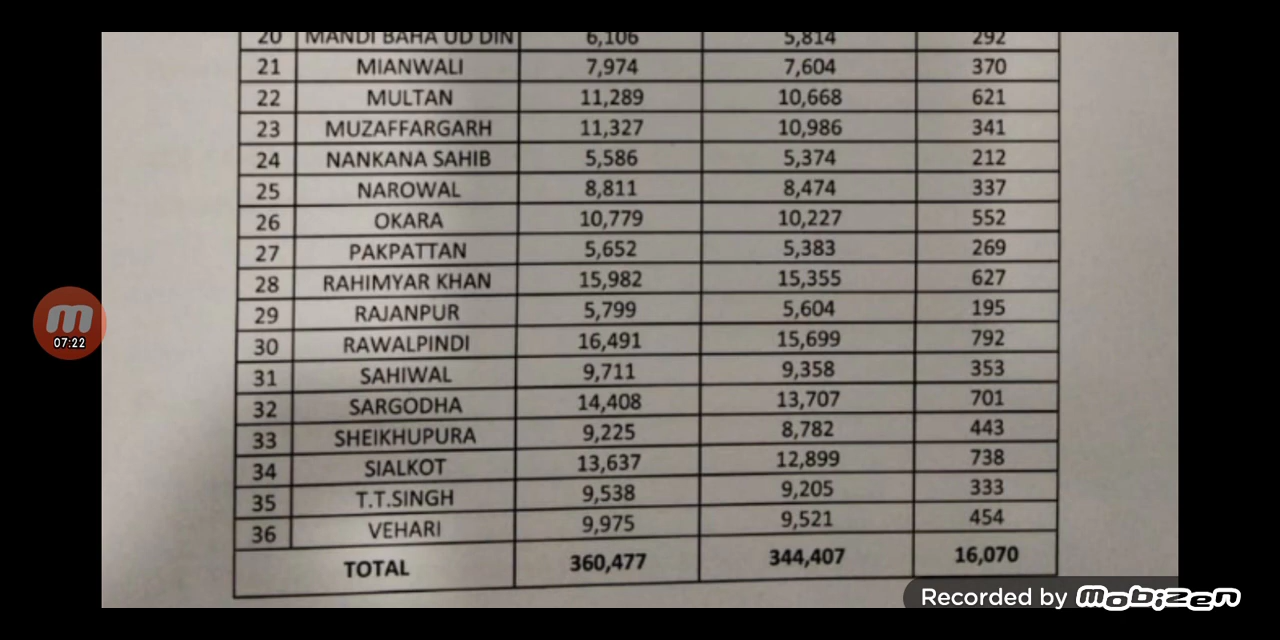 20 MANDI BAHA UD DIN 6,106 5,814 292
21 MIANWALI 7,974 7,604 370
22 MULTAN 11,289 10,668 621
23 MUZAFFARGARH 11,327 10,986 341
24 NANKANA SAHIB 5,586 5,374 212
25 NAROWAL 8,811 8,474 337
26 OKARA 10,779 10,227 552
27 PAKPATTAN 5,652 5,383 269
28 RAHIMYAR KHAN 15,982 15,355 627
29 RAJANPUR 5,799 5,604 195
30 RAWALPINDI 16,491 15,699 792
31 SAHIWAL 9,711 9,358 353
32 SARGODHA 14,408 13,707 701
33 SHEIKHUPURA 9,225 8,782 443
34 SIALKOT 13,637 12,899 738
35 T.T.SINGH 9,538 9,205 333
36 VEHARI 9,975 9,521 454
TOTAL 360,477 344,407 16,070
07:22
Recorded by mobizen